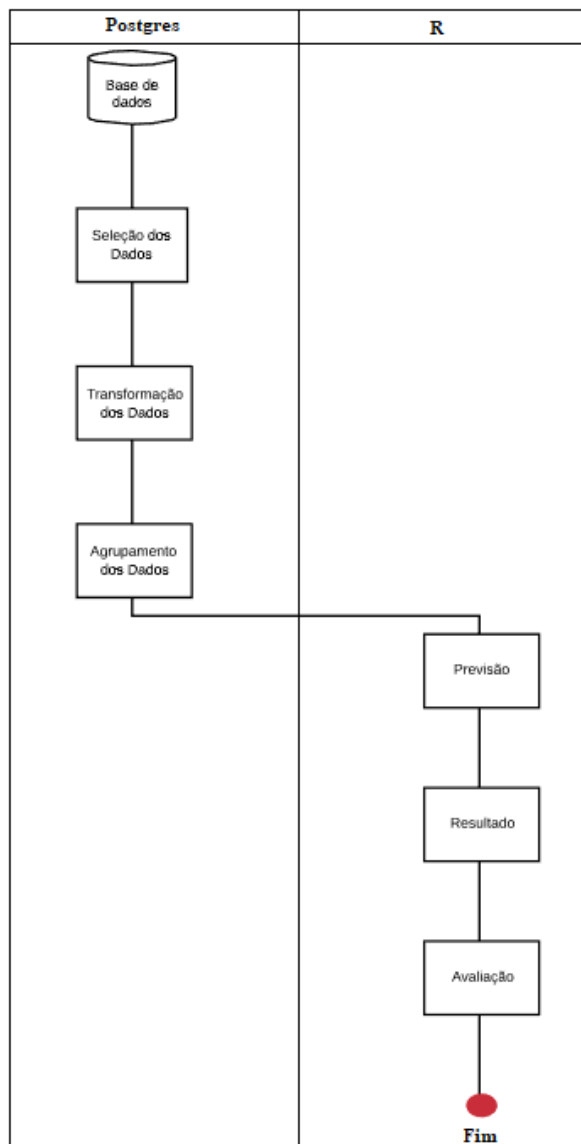 Postgres
R
Base de
dados
Seleção dos
Dados
Transformação
dos Dados
Agrupamento
dos Dados
Previsão
Resultado
Avaliação
Fim